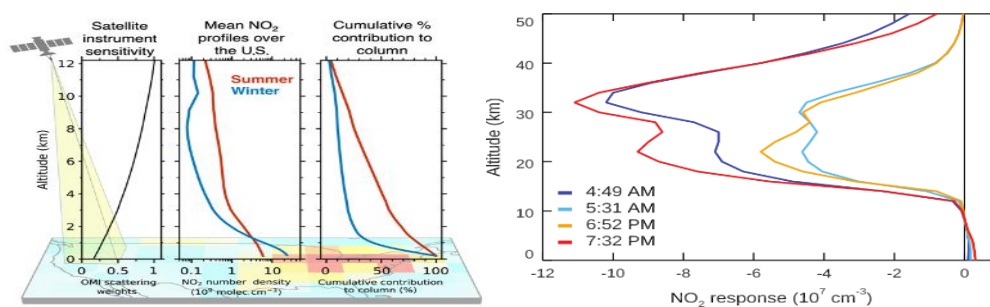 Satellite
instrument
sensitivity
Mean NO₂
profiles over
the U.S.
Cumulative %
contribution to
column
Altitude (km)
12
10
8
6
4
2
0
Summer
Winter
0 0.5 1
0.1 1 10
0 50 100
OMI scattering
weights
NO₂ number density
(10⁹ molec.cm⁻³)
Cumulative contribution
to column (%)
Altitude (km)
50
40
30
20
10
0
4:49 AM
5:31 AM
6:52 PM
7:32 PM
-12 -10 -8 -6 -4 -2 0
NO₂ response (10⁷ cm⁻³)